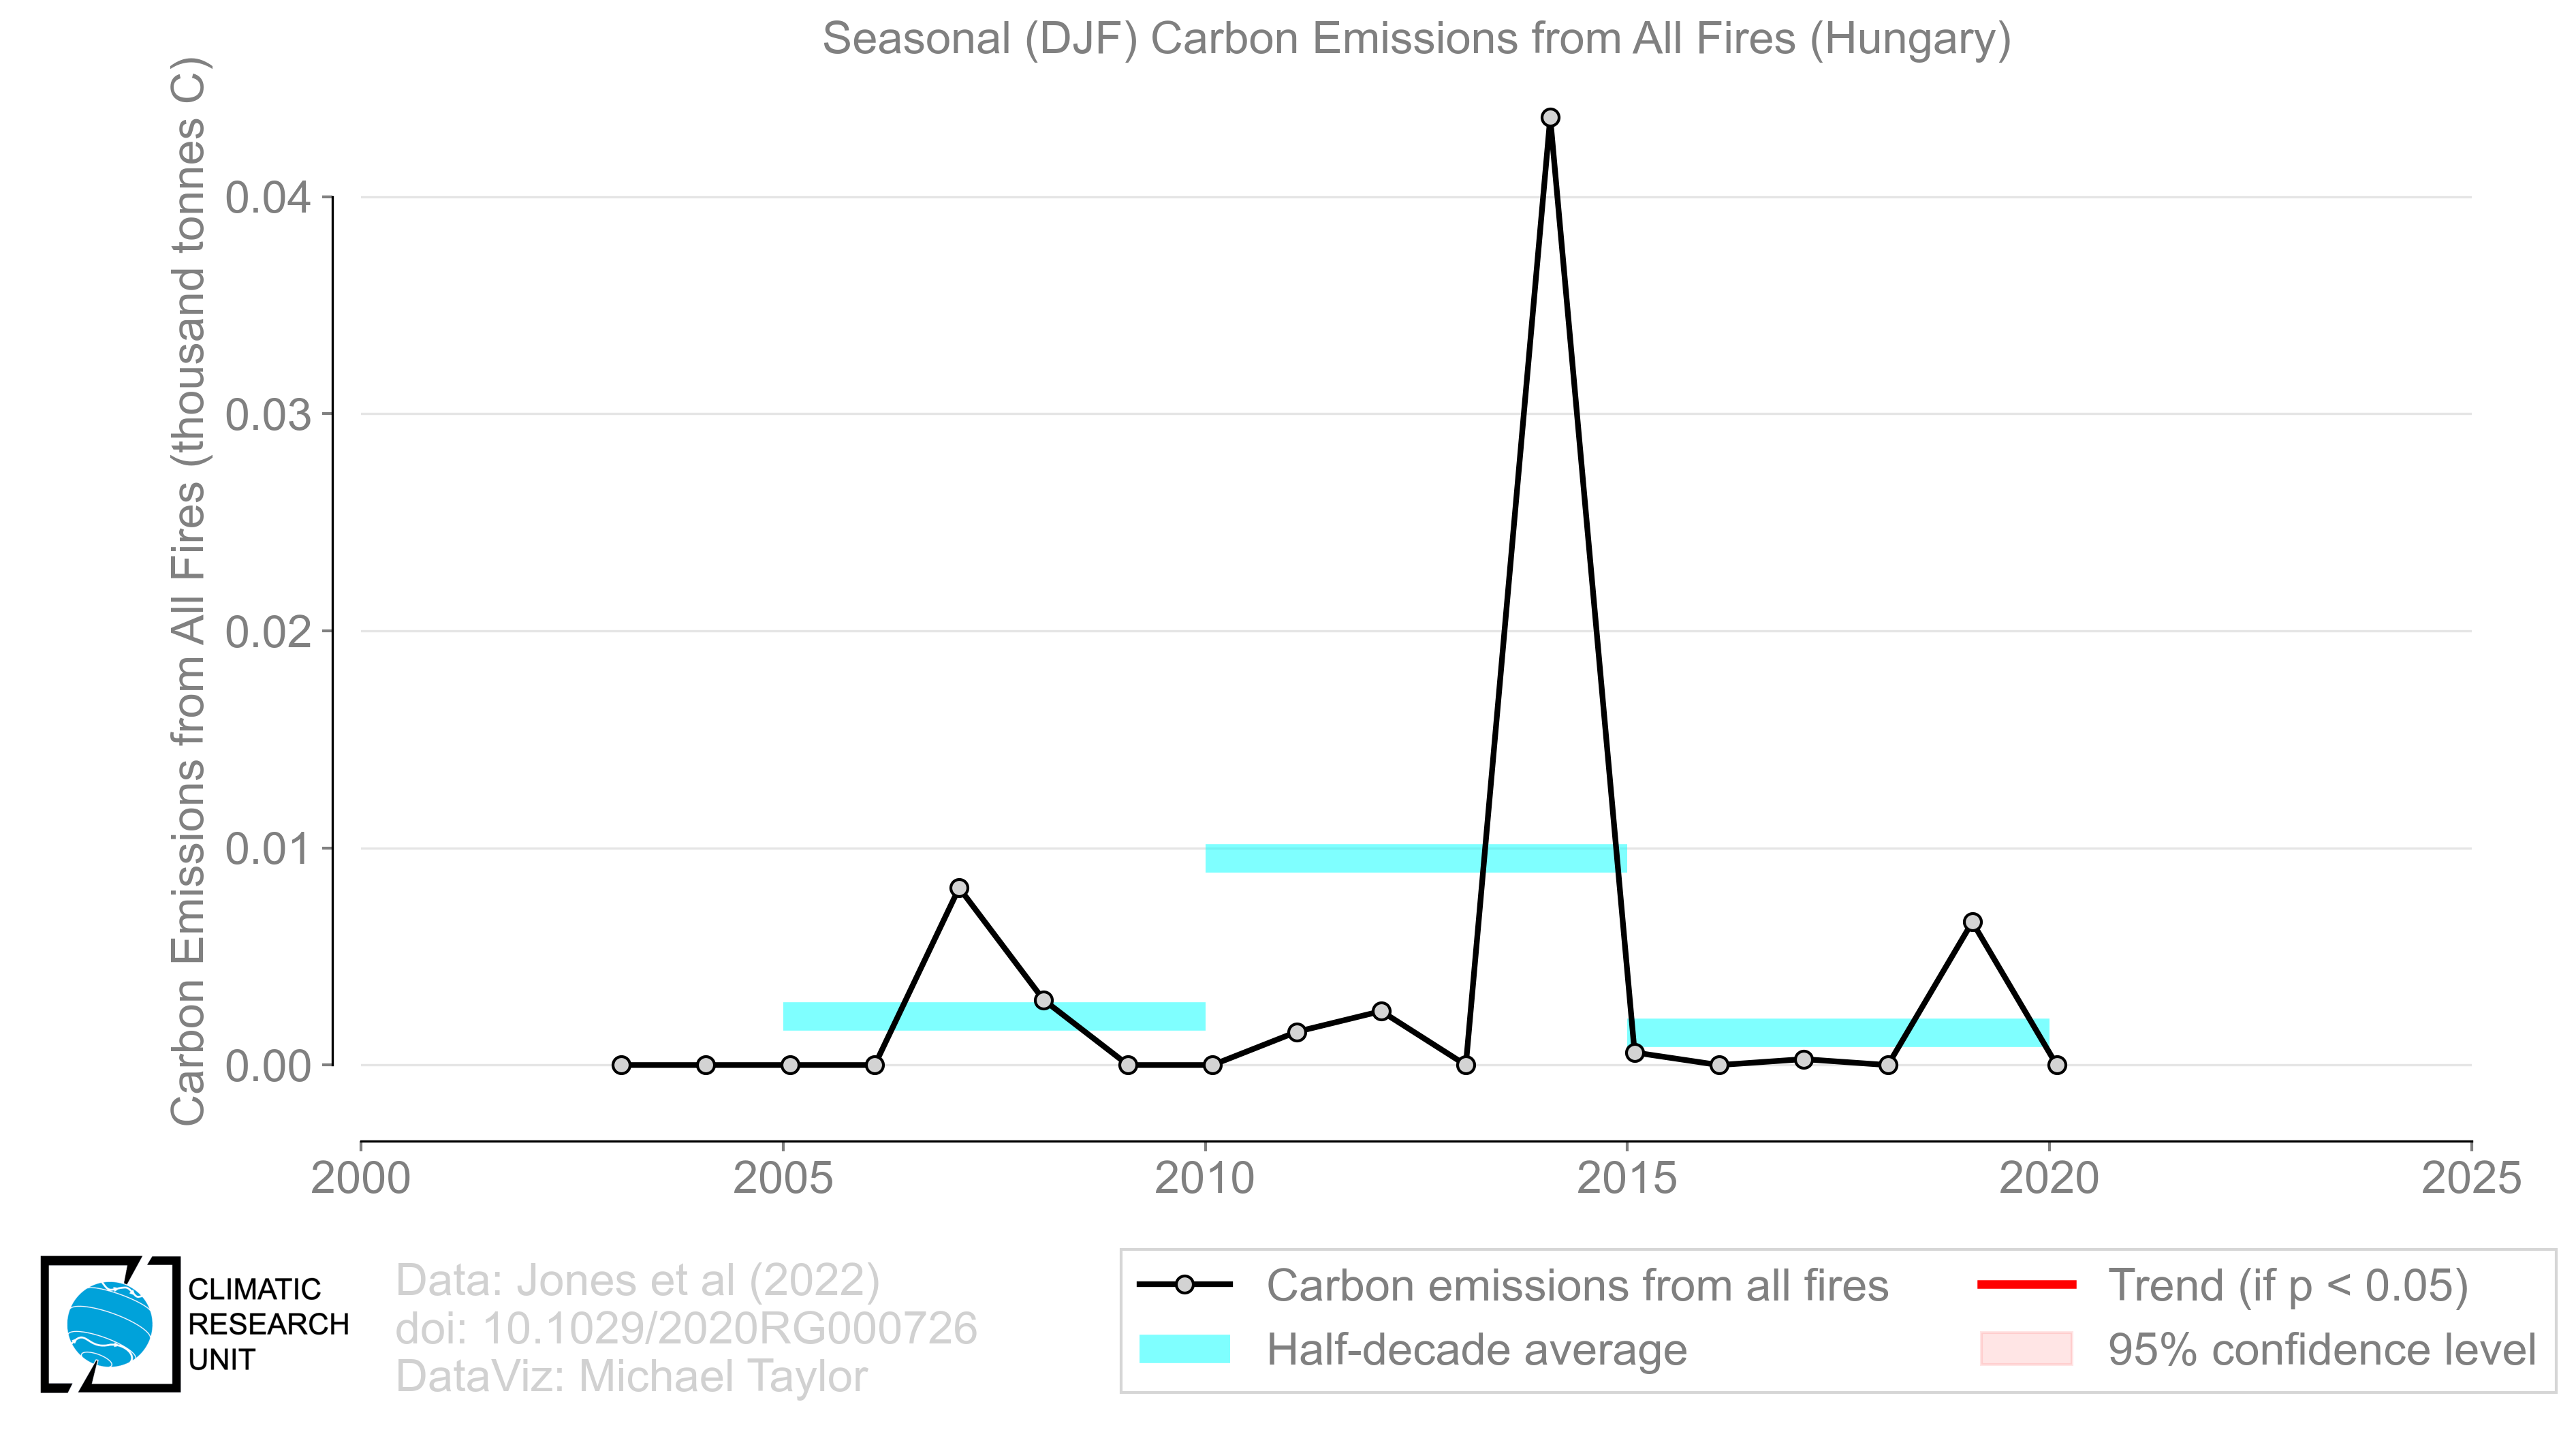 Seasonal (DJF) Carbon Emissions from All Fires (Hungary)
Carbon Emissions from All Fires (thousand tonnes C)
0.04
0.03
0.02
0.01
0.00
2000
2005
2010
2015
2020
2025
CLIMATIC
RESEARCH
UNIT
Data: Jones et al (2022)
doi: 10.1029/2020RG000726
DataViz: Michael Taylor
Carbon emissions from all fires
Half-decade average
Trend (if p < 0.05)
95% confidence level